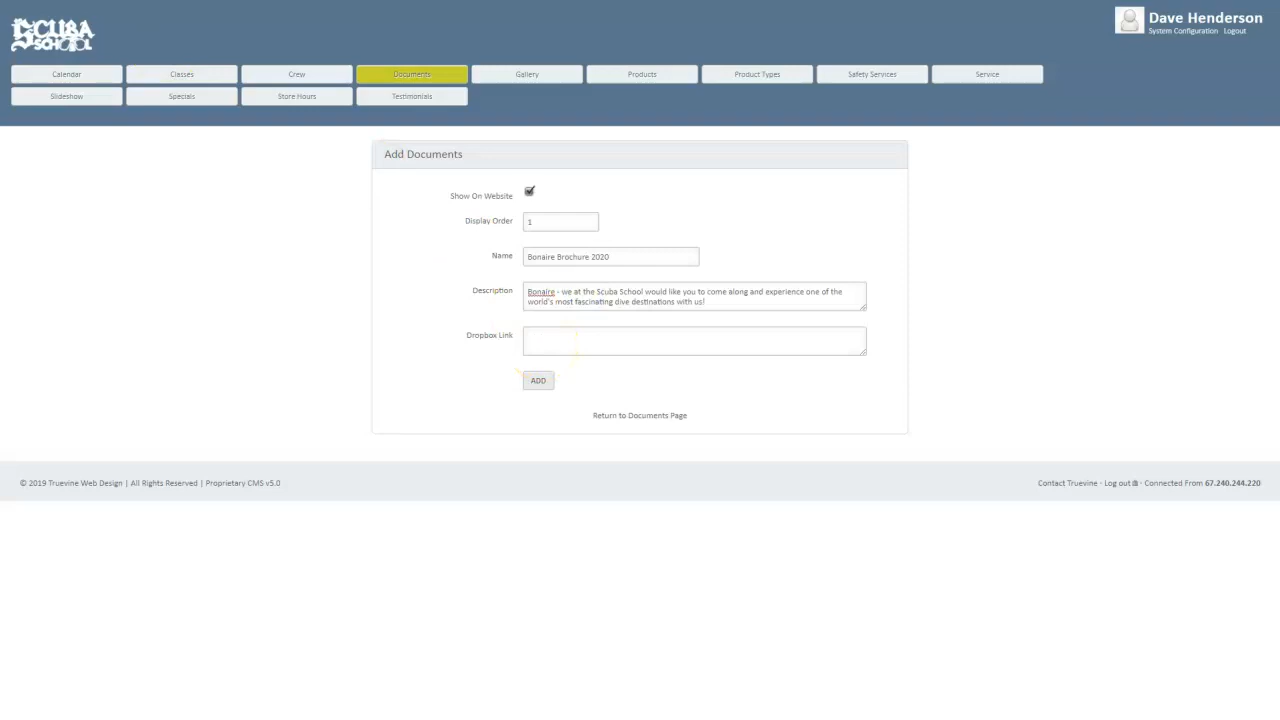 SCUBA
SCHOOL
Dave Henderson
System Configuration Logout
Calendar Classes Crew Documents Gallery Products Product Types Safety Services Service
Slideshow Specials Store Hours Testimonials
Add Documents
Show On Website
Display Order 1
Name Bonaire Brochure 2020
Description Bonaire - we at the Scuba School would like you to come along and experience one of the
world's most fascinating dive destinations with us!
Dropbox Link
ADD
Return to Documents Page
© 2019 Truevine Web Design | All Rights Reserved | Proprietary CMS v5.0 Contact Truevine - Log out - Connected From 67.240.244.220